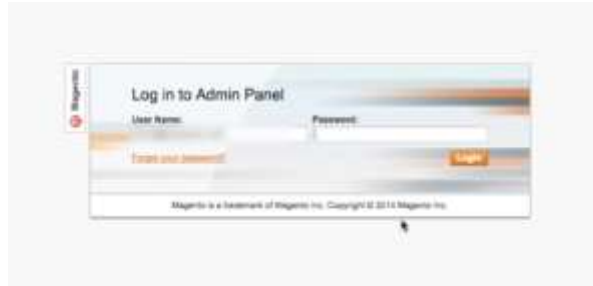 Magento
Log in to Admin Panel
User Name:
Password:
Forgot your password?
Login
Magento is a trademark of Magento Inc. Copyright © 2014 Magento Inc.